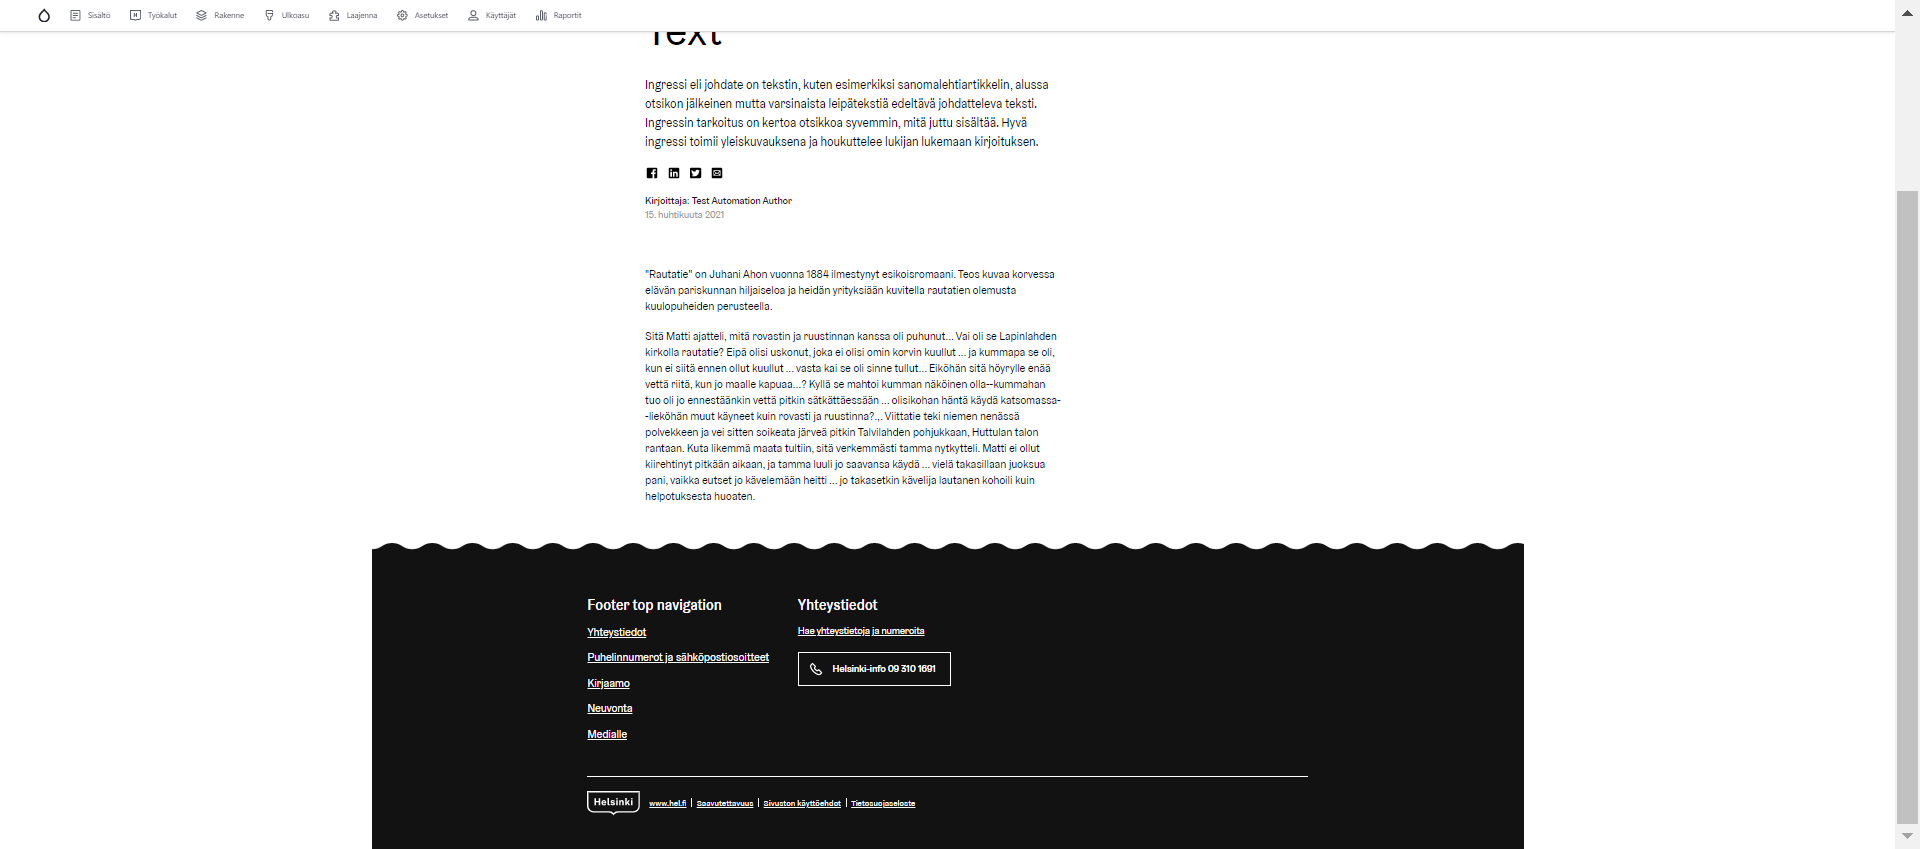 Sisältö Työkalut Rakenne Ulkoasu Laajenna Asetukset Käyttäjät Raportit
Text
Ingressi eli johdate on tekstin, kuten esimerkiksi sanomalehtiartikkelin, alussa
otsikon jälkeinen mutta varsinaista leipätekstiä edeltävä johdatteleva teksti.
Ingressin tarkoitus on kertoa otsikkoa syvemmin, mitä juttu sisältää. Hyvä
ingressi toimii yleiskuvauksena ja houkuttelee lukijan lukemaan kirjoituksen.
Kirjoittaja: Test Automation Author
15. huhtikuuta 2021
"Rautatie" on Juhani Ahon vuonna 1884 ilmestynyt esikoisromaani. Teos kuvaa korvessa
elävän pariskunnan hiljaiseloa ja heidän yrityksiään kuvitella rautatien olemusta
kuulopuheiden perusteella.
Sitä Matti ajatteli, mitä rovastin ja ruustinnan kanssa oli puhunut... Vai oli se Lapinlahden
kirkolla rautatie? Eipä olisi uskonut, joka ei olisi omin korvin kuullut ... ja kummapa se oli,
kun ei siitä ennen ollut kuullut ... vasta kai se oli sinne tullut... Eiköhän sitä höyrylle enää
vettä riitä, kun jo maalle kapuaa...? Kyllä se mahtoi kumman näköinen olla--kummahan
tuo oli jo ennestäänkin vettä pitkin sätkättäessään ... olisikohan häntä käydä katsomassa-
-lieköhän muut käyneet kuin rovasti ja ruustinna?.,. Viittatie teki niemen nenässä
polvekkeen ja vei sitten soikeata järveä pitkin Talvilahden pohjukkaan, Huttulan talon
rantaan. Kuta likemmä maata tultiin, sitä verkemmästi tamma nytkytteli. Matti ei ollut
kiirehtinyt pitkään aikaan, ja tamma luuli jo saavansa käydä ... vielä takasillaan juoksua
pani, vaikka eutset jo kävelemään heitti ... jo takasetkin kävelija lautanen kohoili kuin
helpotuksesta huoaten.
Footer top navigation
Yhteystiedot
Puhelinnumerot ja sähköpostiosoitteet
Kirjaamo
Neuvonta
Medialle
Yhteystiedot
Hae yhteystietoja ja numeroita
Helsinki-info 09 310 1691
Helsinki www.hel.fi | Saavutettavuus | Sivuston käyttöehdot | Tietosuojaseloste